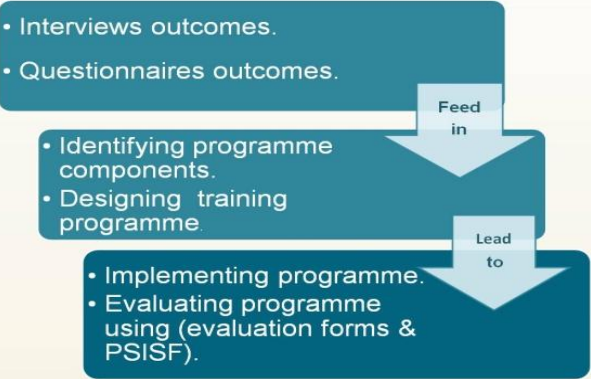 • Interviews outcomes.
• Questionnaires outcomes.
Feed
in
• Identifying programme
components.
• Designing training
programme.
Lead
to
• Implementing programme.
• Evaluating programme
using (evaluation forms &
PSISF).